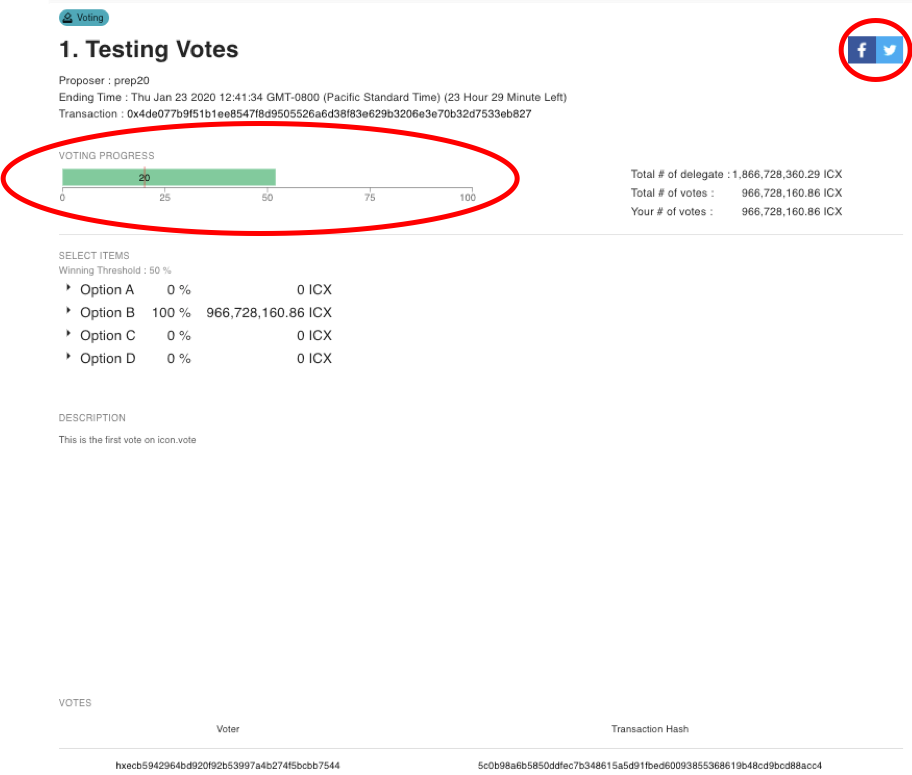 Voting
1. Testing Votes
f
Proposer : prep20
Ending Time : Thu Jan 23 2020 12:41:34 GMT-0800 (Pacific Standard Time) (23 Hour 29 Minute Left)
Transaction : 0x4de077b9f51b1ee8547f8d9505526a6d38f83e629b3206e3e70b32d7533eb827
VOTING PROGRESS
20
0 25 50 75 100
Total # of delegate : 1,866,728,360.29 ICX
Total # of votes : 966,728,160.86 ICX
Your # of votes : 966,728,160.86 ICX
SELECT ITEMS
Winning Threshold : 50 %
Option A 0 % 0 ICX
Option B 100 % 966,728,160.86 ICX
Option C 0 % 0 ICX
Option D 0 % 0 ICX
DESCRIPTION
This is the first vote on icon.vote
VOTES
Voter Transaction Hash
hxecb5942964bd920f92b53997a4b274f5bcbb7544 5c0b98a6b5850ddfec7b348615a5d91fbed60093855368619b48cd9bcd88acc4